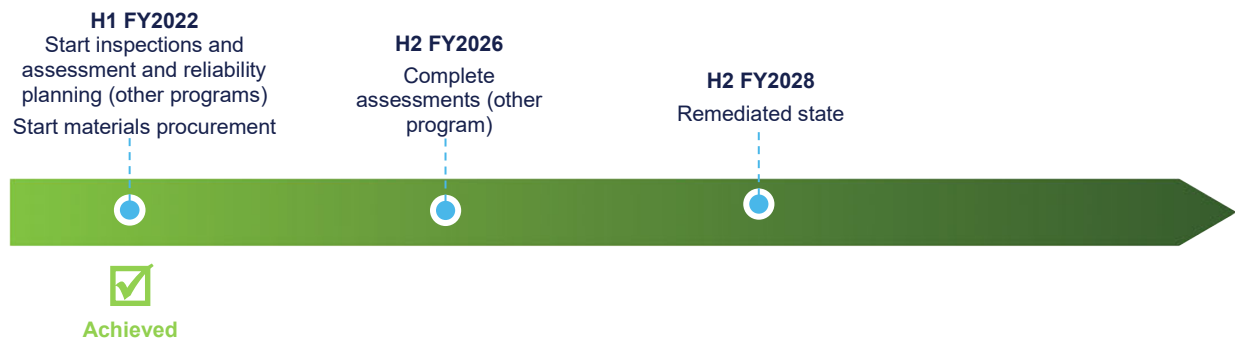 H1 FY2022
Start inspections and
assessment and reliability
planning (other programs)
Start materials procurement
H2 FY2026
Complete
assessments (other
program)
H2 FY2028
Remediated state
Achieved